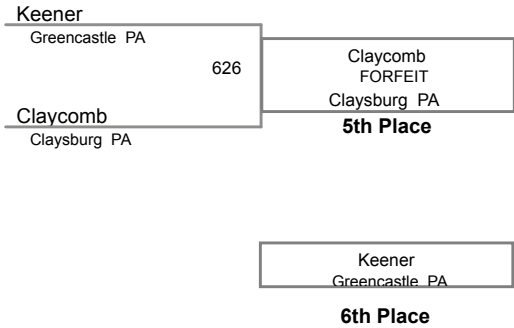 Keener
Greencastle PA
626
Claycomb
FORFEIT
Claysburg PA
5th Place
Claycomb
Claysburg PA
Keener
Greencastle PA
6th Place